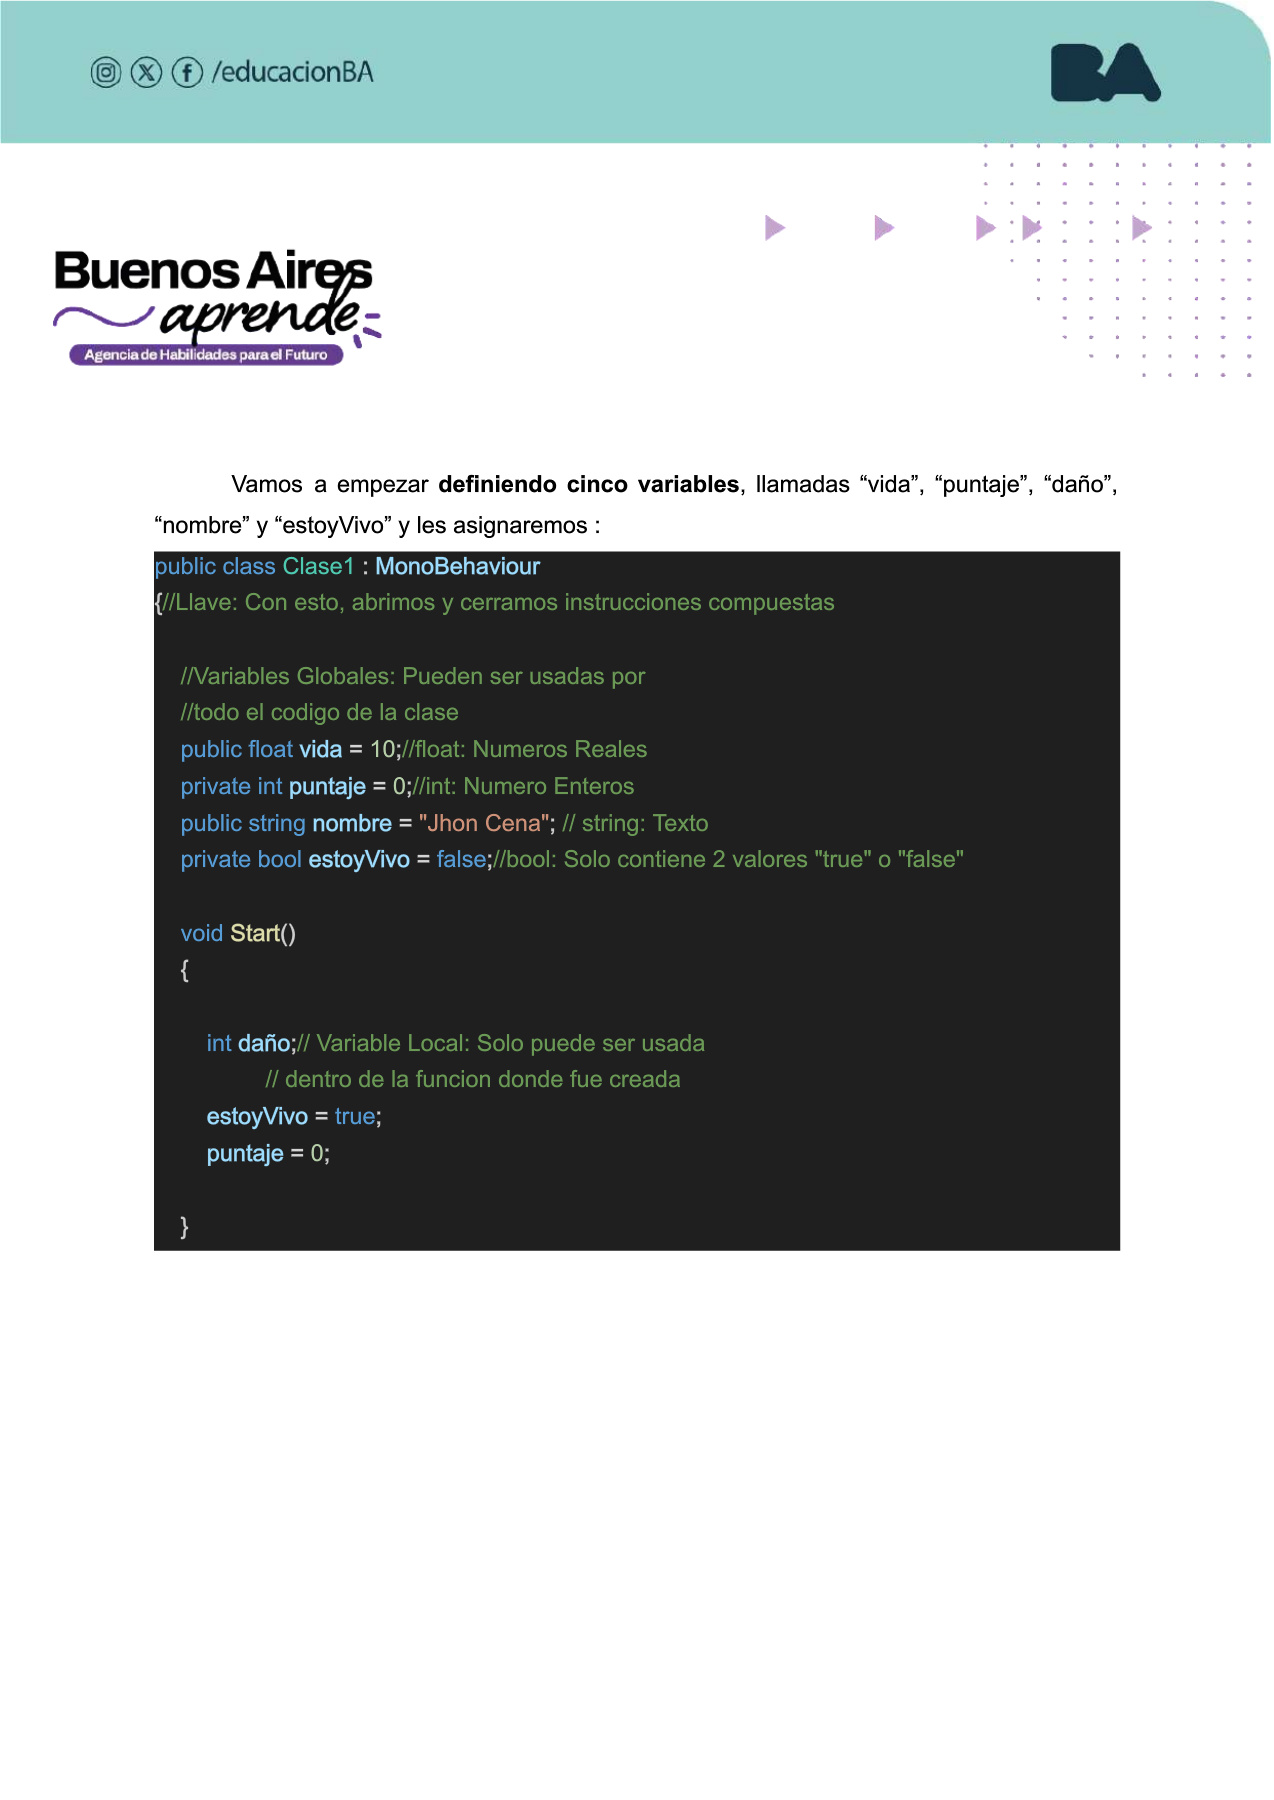 /educacionBA
BA
Buenos Aires
aprende
Agencia de Habilidades para el Futuro
Vamos a empezar definiendo cinco variables, llamadas “vida”, “puntaje”, “daño”,
“nombre” y “estoyVivo” y les asignaremos :
public class Clase1 : MonoBehaviour
{//Llave: Con esto, abrimos y cerramos instrucciones compuestas
//Variables Globales: Pueden ser usadas por
//todo el codigo de la clase
public float vida = 10;//float: Numeros Reales
private int puntaje = 0;//int: Numero Enteros
public string nombre = "Jhon Cena"; // string: Texto
private bool estoyVivo = false;//bool: Solo contiene 2 valores "true" o "false"
void Start()
{
int daño;// Variable Local: Solo puede ser usada
// dentro de la funcion donde fue creada
estoyVivo = true;
puntaje = 0;
}